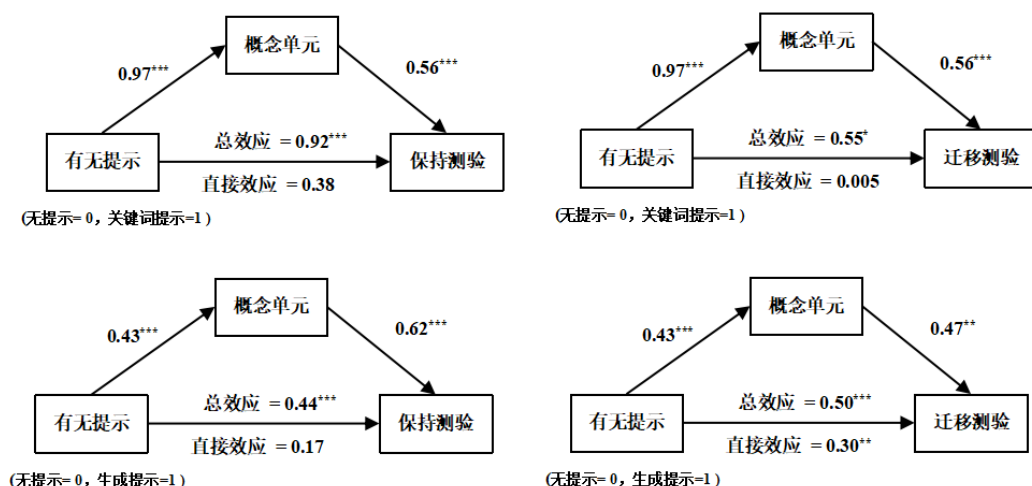 概念单元
0.97***
0.56***
有无提示
总效应 = 0.92***
直接效应 = 0.38
保持测验
(无提示= 0，关键词提示=1 )
概念单元
0.97***
0.56***
有无提示
总效应 = 0.55*
直接效应 = 0.005
迁移测验
(无提示= 0，关键词提示=1 )
概念单元
0.43***
0.62***
有无提示
总效应 = 0.44***
直接效应 = 0.17
保持测验
(无提示= 0，生成提示=1 )
概念单元
0.43***
0.47**
有无提示
总效应 = 0.50***
直接效应 = 0.30**
迁移测验
(无提示= 0，生成提示=1 )